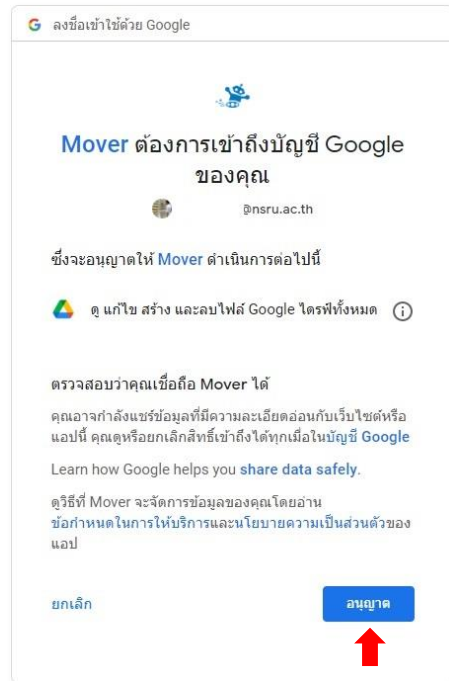 ลงชื่อเข้าใช้ด้วย Google
Mover ต้องการเข้าถึงบัญชี Google
ของคุณ
@nsru.ac.th
ซึ่งจะอนุญาตให้ Mover ดำเนินการต่อไปนี้
ดู แก้ไข สร้าง และลบไฟล์ Google ไดรฟ์ทั้งหมด
ตรวจสอบว่าคุณเชื่อถือ Mover ได้
คุณอาจกำลังแชร์ข้อมูลที่มีความละเอียดอ่อนกับเว็บไซต์หรือ
แอปนี้ คุณดูหรือยกเลิกสิทธิ์เข้าถึงได้ทุกเมื่อในบัญชี Google
Learn how Google helps you share data safely.
ดูวิธีที่ Mover จะจัดการข้อมูลของคุณโดยอ่าน
ข้อกำหนดในการให้บริการและนโยบายความเป็นส่วนตัวของ
แอป
ยกเลิก
อนุญาต